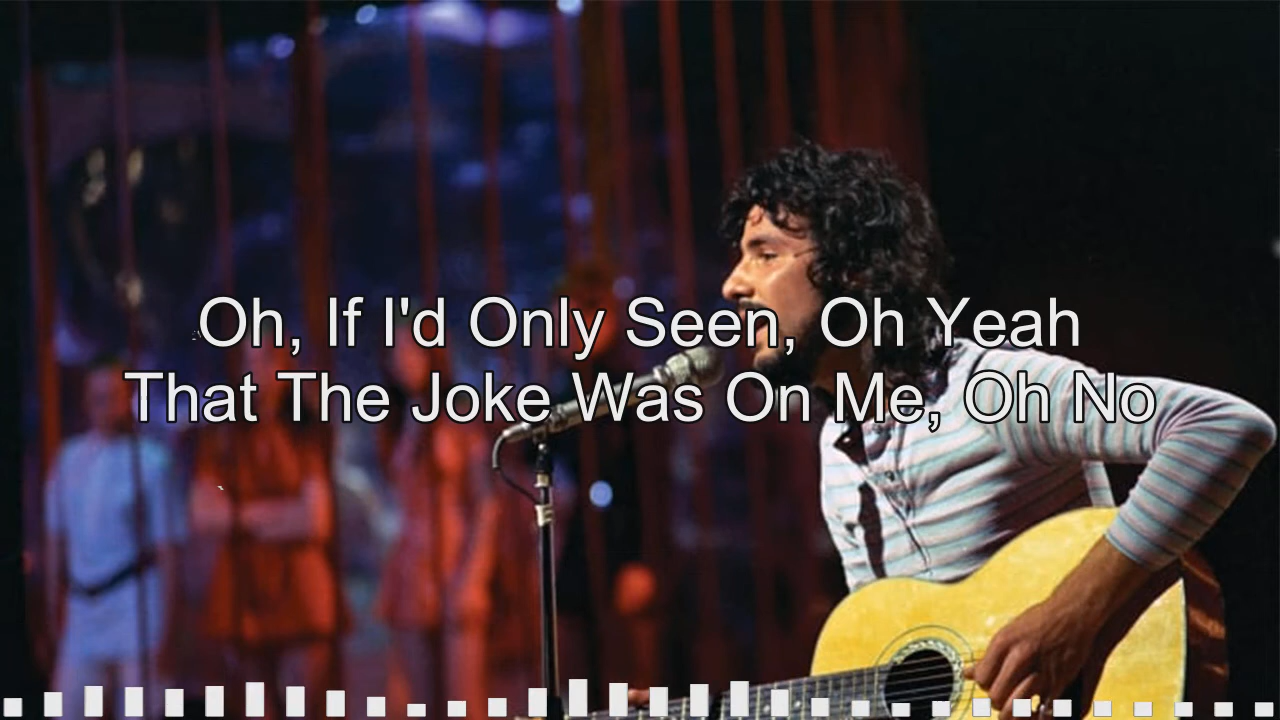 Oh, If I'd Only Seen, Oh Yeah
That The Joke Was On Me, Oh No